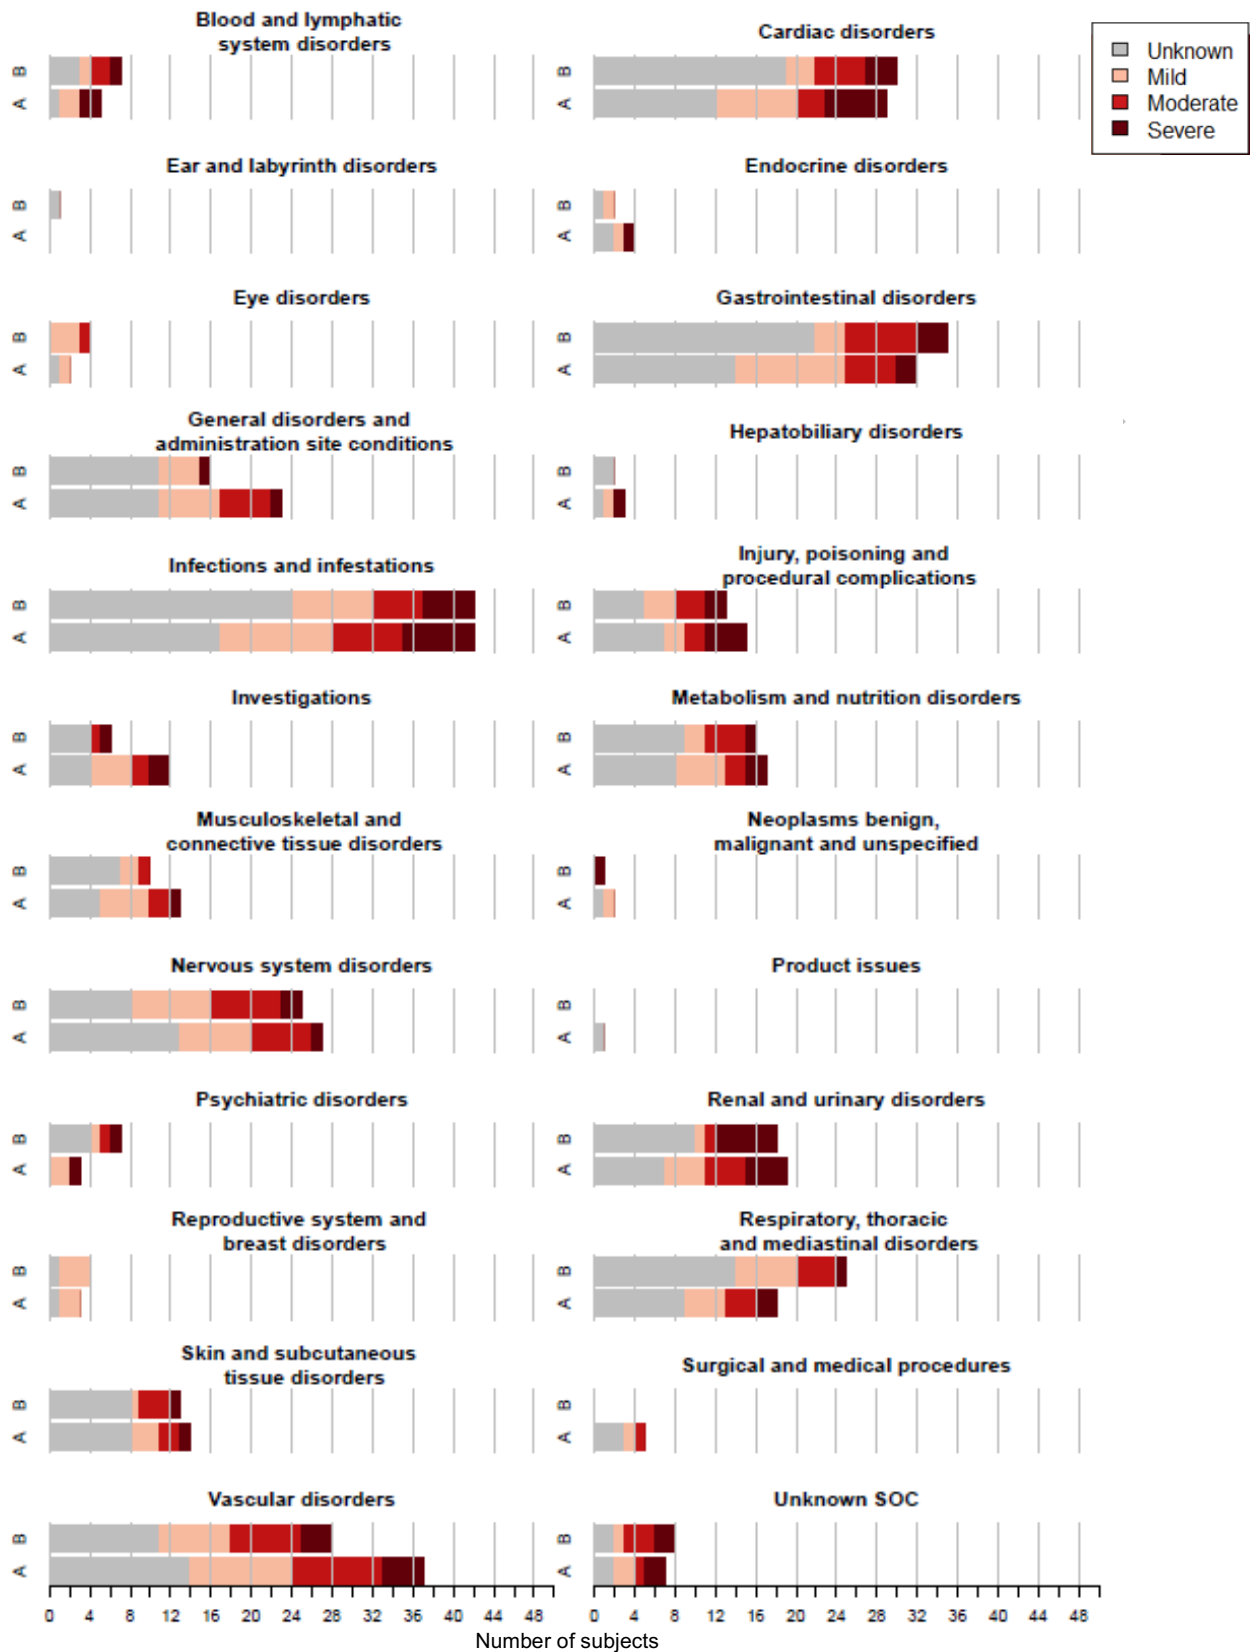 Blood and lymphatic
system disorders
B
A
Cardiac disorders
B
A
Unknown
Mild
Moderate
Severe
Ear and labyrinth disorders
B
A
Endocrine disorders
B
A
Eye disorders
B
A
Gastrointestinal disorders
B
A
General disorders and
administration site conditions
B
A
Hepatobiliary disorders
B
A
Infections and infestations
B
A
Injury, poisoning and
procedural complications
B
A
Investigations
B
A
Metabolism and nutrition disorders
B
A
Musculoskeletal and
connective tissue disorders
B
A
Neoplasms benign,
malignant and unspecified
B
A
Nervous system disorders
B
A
Product issues
B
A
Psychiatric disorders
B
A
Renal and urinary disorders
B
A
Reproductive system and
breast disorders
B
A
Respiratory, thoracic
and mediastinal disorders
B
A
Skin and subcutaneous
tissue disorders
B
A
Surgical and medical procedures
B
A
Vascular disorders
B
A
Unknown SOC
B
A
0 4 8 12 16 20 24 28 32 36 40 44 48
0 4 8 12 16 20 24 28 32 36 40 44 48
Number of subjects